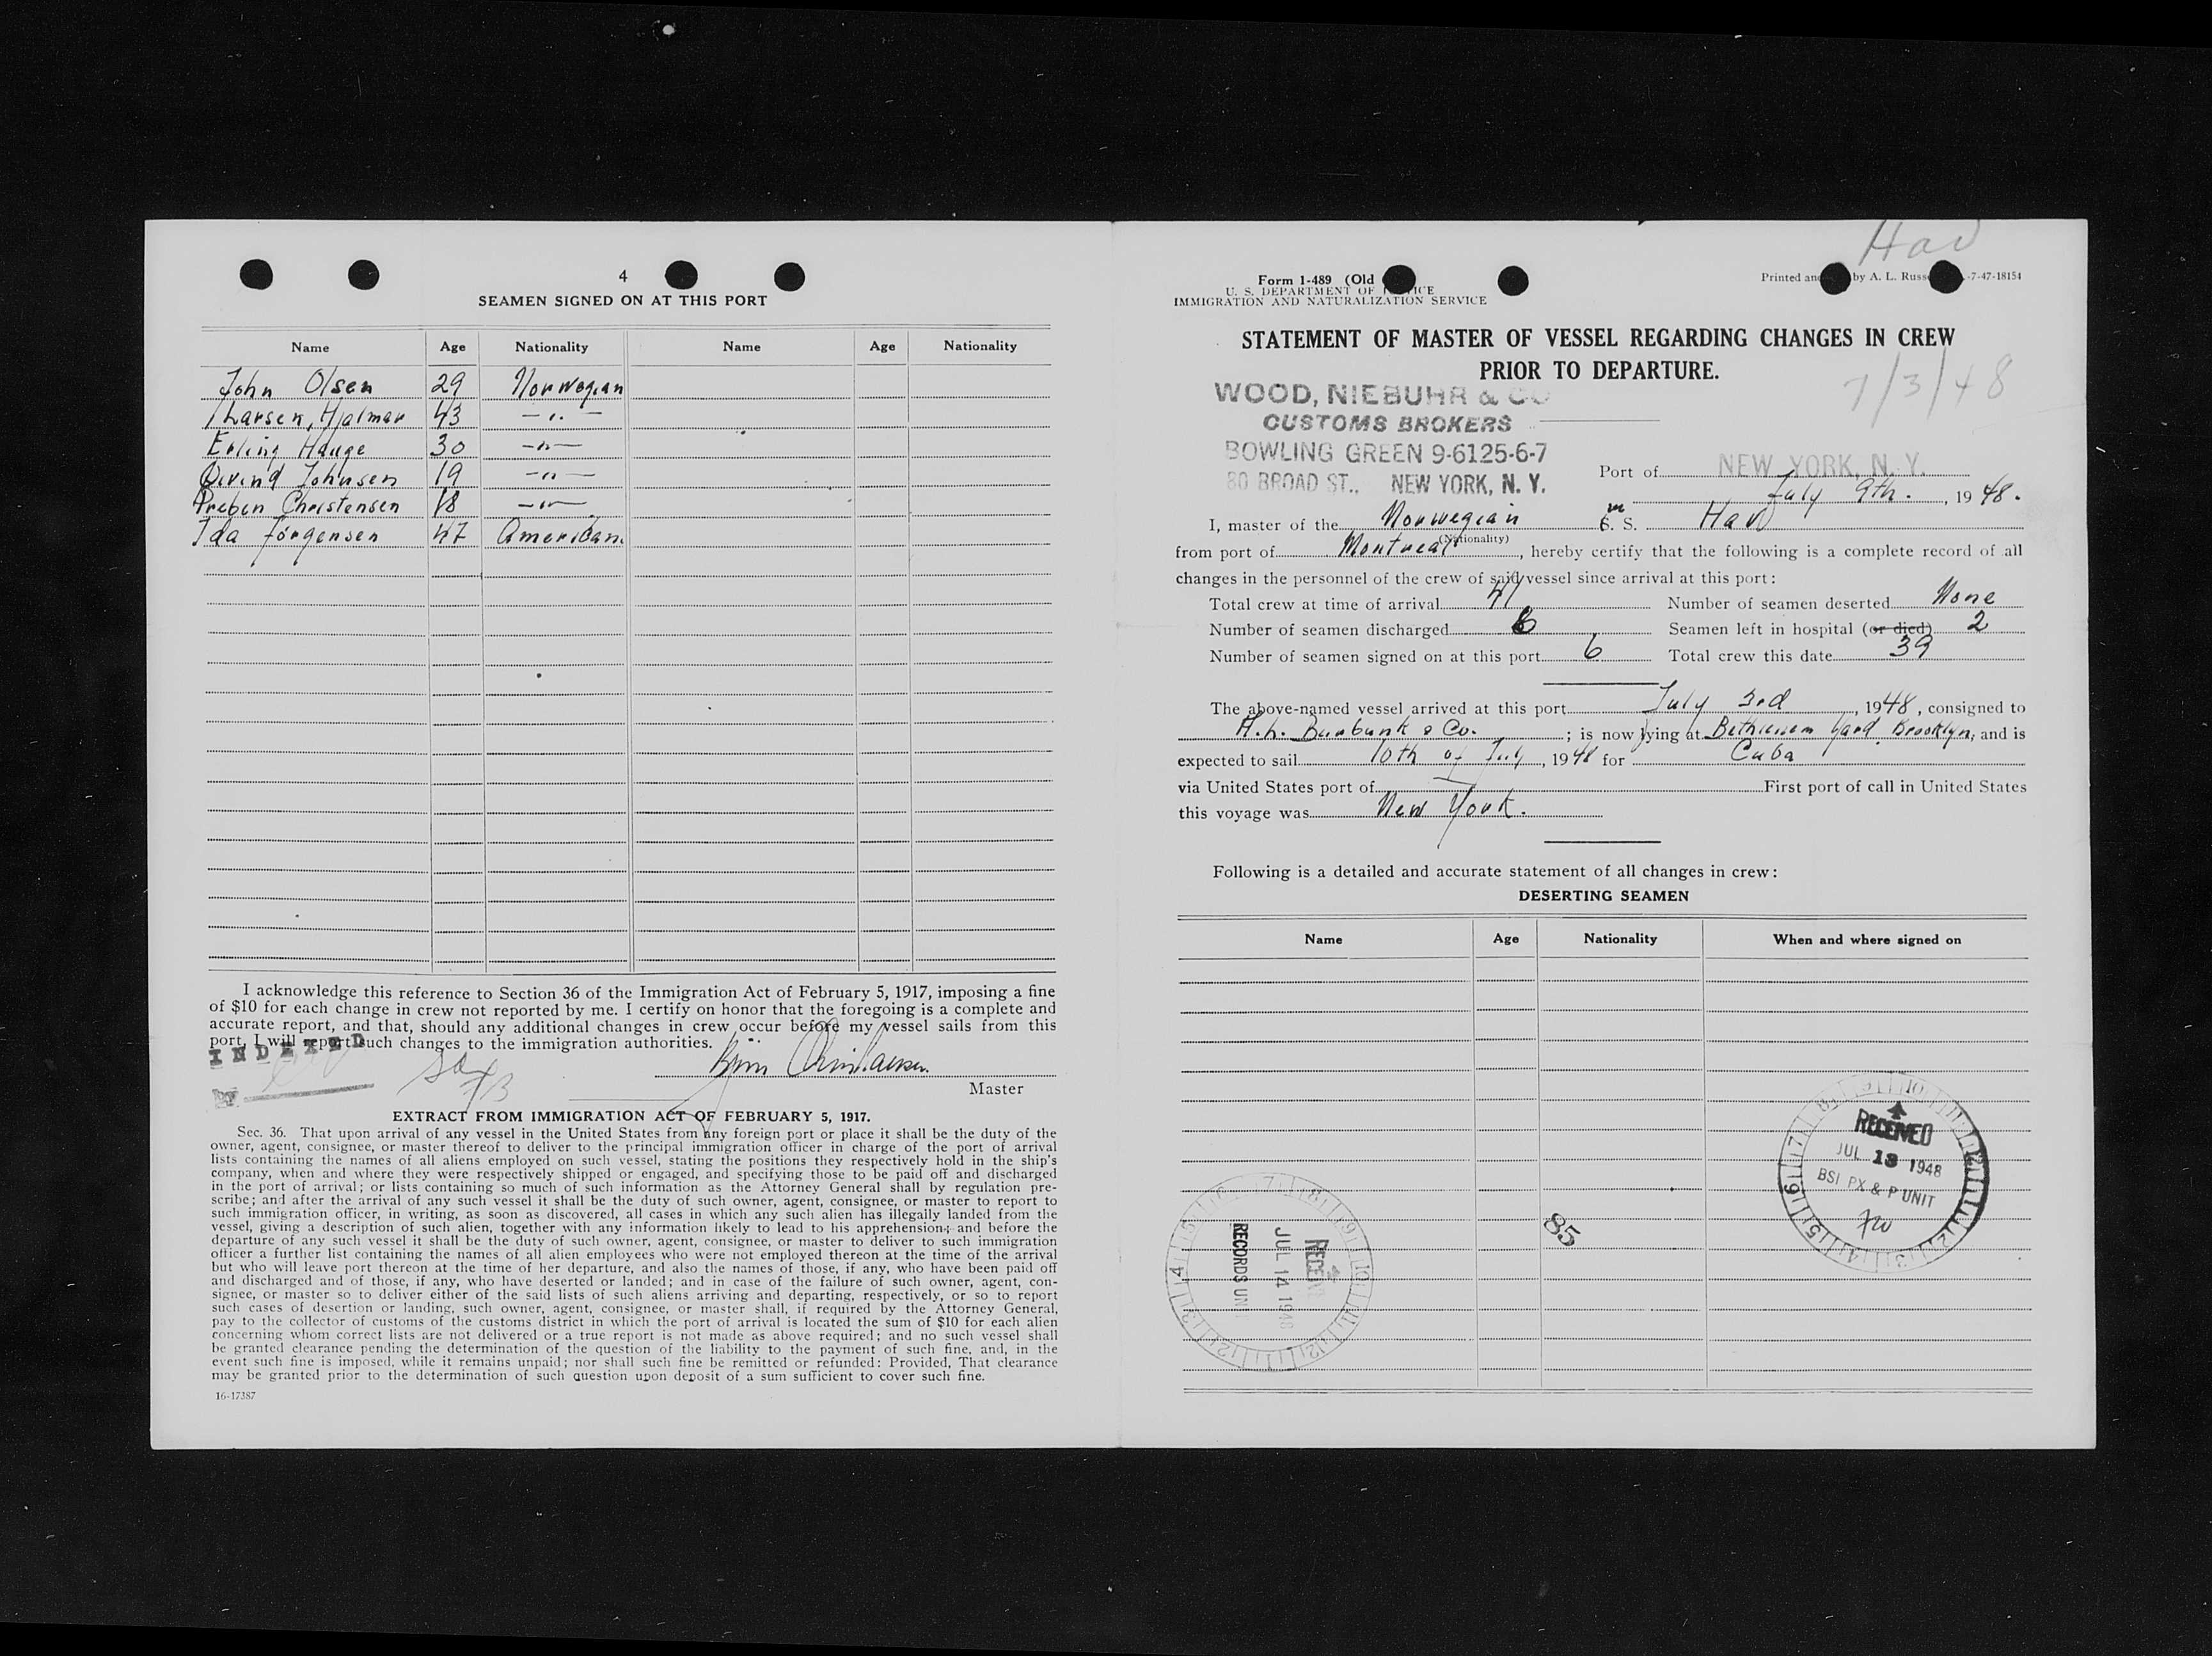 4
SEAMEN SIGNED ON AT THIS PORT
Name Age Nationality Name Age Nationality
John Olsen 29 Norwegian
Larsen, Hjalmar 43 — " —
Erling Hauge 30 — " —
Øivind Johnsen 19 — " —
Preben Christensen 18 — " —
Ida Jörgensen 47 American
I acknowledge this reference to Section 36 of the Immigration Act of February 5, 1917, imposing a fine
of $10 for each change in crew not reported by me. I certify on honor that the foregoing is a complete and
accurate report, and that, should any additional changes in crew occur before my vessel sails from this
port, I will report such changes to the immigration authorities.
INDEXED
Master
EXTRACT FROM IMMIGRATION ACT OF FEBRUARY 5, 1917.
Sec. 36. That upon arrival of any vessel in the United States from any foreign port or place it shall be the duty of the
owner, agent, consignee, or master thereof to deliver to the principal immigration officer in charge of the port of arrival
lists containing the names of all aliens employed on such vessel, stating the positions they respectively hold in the ship's
company, when and where they were respectively shipped or engaged, and specifying those to be paid off and discharged
in the port of arrival; or lists containing so much of such information as the Attorney General shall by regulation pre-
scribe; and after the arrival of any such vessel it shall be the duty of such owner, agent, consignee, or master to report to
such immigration officer, in writing, as soon as discovered, all cases in which any such alien has illegally landed from the
vessel, giving a description of such alien, together with any information likely to lead to his apprehension; and before the
departure of any such vessel it shall be the duty of such owner, agent, consignee, or master to deliver to such immigration
officer a further list containing the names of all alien employees who were not employed thereon at the time of the arrival
but who will leave port thereon at the time of her departure, and also the names of those, if any, who have been paid off
and discharged and of those, if any, who have deserted or landed; and in case of the failure of such owner, agent, con-
signee, or master so to deliver either of the said lists of such aliens arriving and departing, respectively, or so to report
such cases of desertion or landing, such owner, agent, consignee, or master shall, if required by the Attorney General,
pay to the collector of customs of the customs district in which the port of arrival is located the sum of $10 for each alien
concerning whom correct lists are not delivered or a true report is not made as above required; and no such vessel shall
be granted clearance pending the determination of the question of the liability to the payment of such fine, and, in the
event such fine is imposed, while it remains unpaid; nor shall such fine be remitted or refunded: Provided, That clearance
may be granted prior to the determination of such question upon deposit of a sum sufficient to cover such fine.
16-17387
Hav
Form 1-489 (Old
Printed and by A. L. Russ -7-47-18154
U. S. DEPARTMENT OF JUSTICE
IMMIGRATION AND NATURALIZATION SERVICE
STATEMENT OF MASTER OF VESSEL REGARDING CHANGES IN CREW
PRIOR TO DEPARTURE.
7/3/48
WOOD, NIEBUHR & CO
CUSTOMS BROKERS
BOWLING GREEN 9-6125-6-7
80 BROAD ST., NEW YORK, N. Y.
Port of NEW YORK, N. Y.
July 9th. , 19 48.
I, master of the Norwegian m S. S. Hav
(Nationality)
from port of Montreal , hereby certify that the following is a complete record of all
changes in the personnel of the crew of said vessel since arrival at this port:
Total crew at time of arrival 41 Number of seamen deserted None
Number of seamen discharged 6 Seamen left in hospital (or died) 2
Number of seamen signed on at this port 6 Total crew this date 39
The above-named vessel arrived at this port July 3rd , 1948, consigned to
H. L. Burbank & Co. ; is now lying at Bethlehem Yard, Brooklyn, and is
expected to sail 10th of July , 1948 for Cuba
via United States port of — First port of call in United States
this voyage was New York.
Following is a detailed and accurate statement of all changes in crew:
DESERTING SEAMEN
Name Age Nationality When and where signed on
RECEIVED
JUL 13 1948
BSI PX & P UNIT
85
RECEIVED
JUL 14 1948
RECORDS UNIT